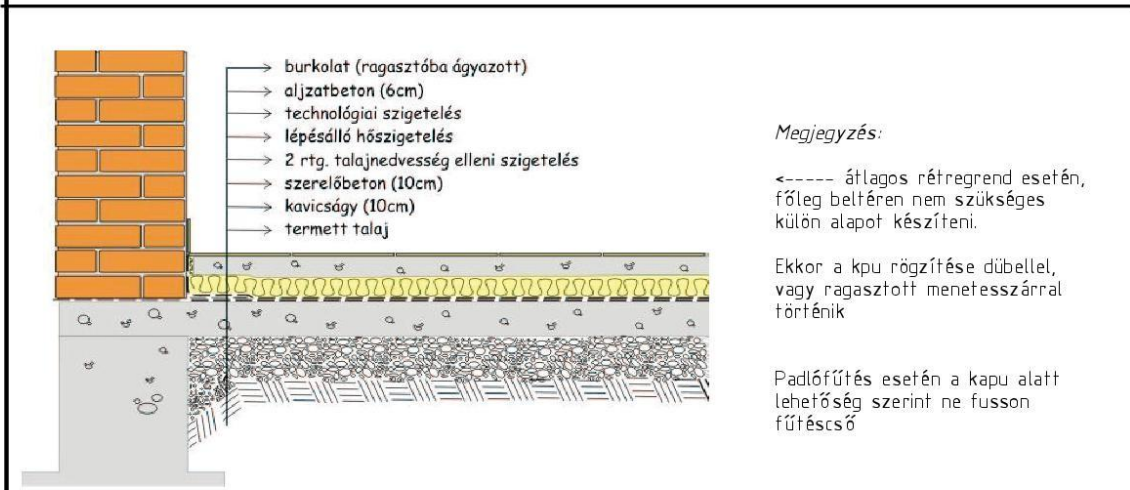 burkolat (ragasztóba ágyazott)
aljzatbeton (6cm)
technológiai szigetelés
lépésálló hőszigetelés
2 rtg. talajnedvesség elleni szigetelés
szerelőbeton (10cm)
kavicságy (10cm)
termett talaj
Megjegyzés:
<----- átlagos rétregrend esetén,
főleg beltéren nem szükséges
külön alapot készíteni.
Ekkor a kpu rögzítése dübellel,
vagy ragasztott menetesszárral
történik
Padlófűtés esetén a kapu alatt
lehetőség szerint ne fusson
fűtéscső